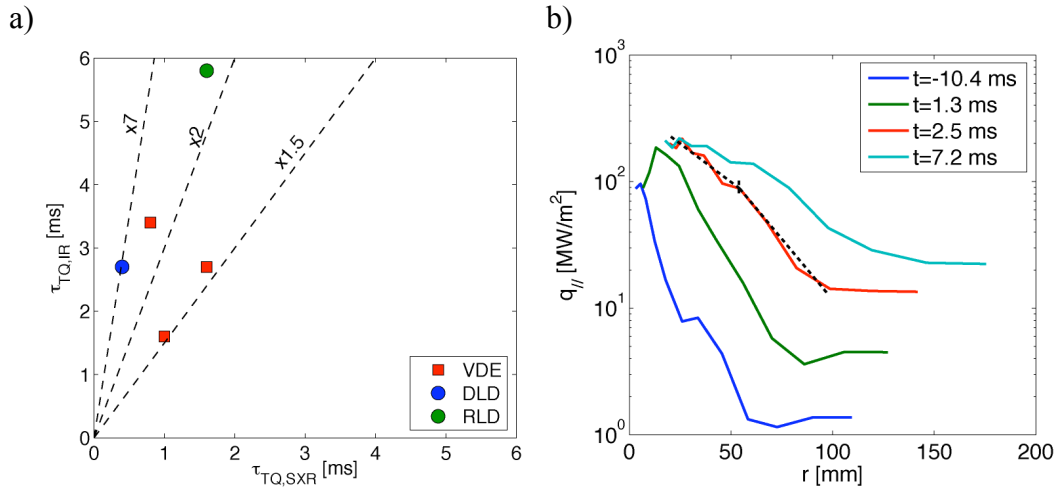 a)
6
5
4
3
2
1
0
τTQ,IR [ms]
x7
x2
x1.5
VDE
DLD
RLD
0 1 2 3 4 5 6
τTQ,SXR [ms]
b)
10³
10²
10¹
10⁰
q// [MW/m²]
t=-10.4 ms
t=1.3 ms
t=2.5 ms
t=7.2 ms
0 50 100 150 200
r [mm]